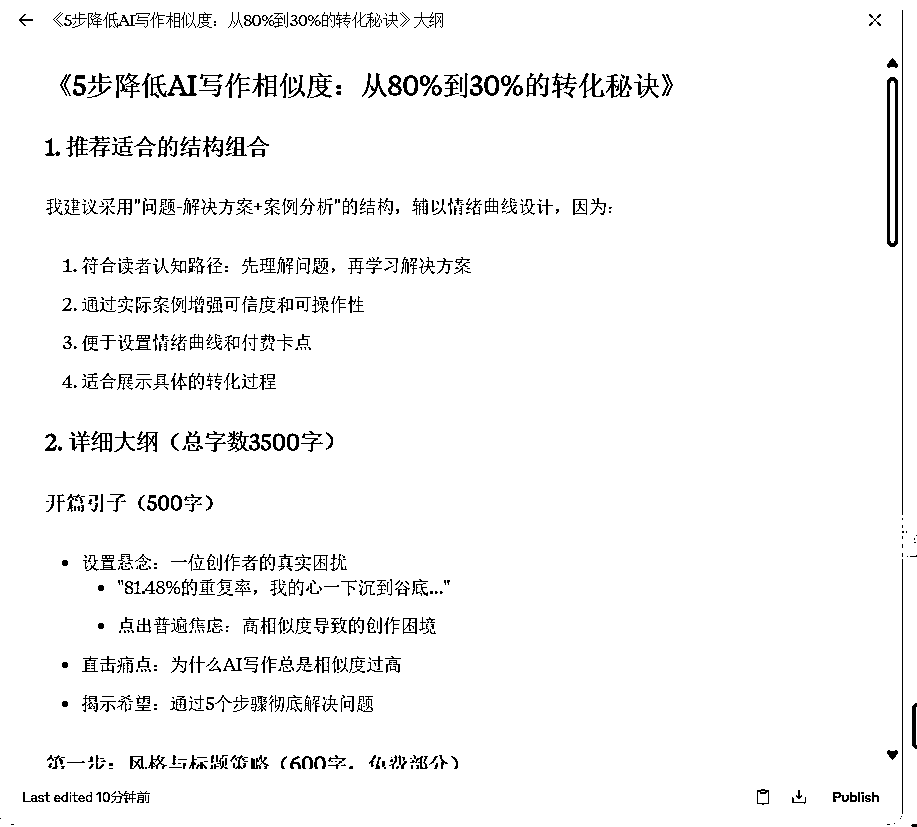 《5步降低AI写作相似度：从80%到30%的转化秘诀》大纲
《5步降低AI写作相似度：从80%到30%的转化秘诀》
1. 推荐适合的结构组合
我建议采用"问题-解决方案+案例分析"的结构，辅以情绪曲线设计，因为：
1. 符合读者认知路径：先理解问题，再学习解决方案
2. 通过实际案例增强可信度和可操作性
3. 便于设置情绪曲线和付费卡点
4. 适合展示具体的转化过程
2. 详细大纲（总字数3500字）
开篇引子（500字）
• 设置悬念：一位创作者的真实困扰
• "81.48%的重复率，我的心一下沉到谷底..."
• 点出普遍焦虑：高相似度导致的创作困境
• 直击痛点：为什么AI写作总是相似度过高
• 揭示希望：通过5个步骤彻底解决问题
第一步：风格与标题策略（600字，免费部分）
Last edited 10分钟前
Publish